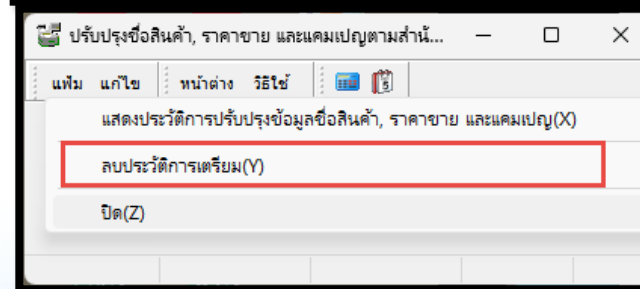 ปรับปรุงชื่อสินค้า, ราคาขาย และแคมเปญตามสำนั...
แฟ้ม แก้ไข หน้าต่าง วิธีใช้ 5
แสดงประวัติการปรับปรุงข้อมูลชื่อสินค้า, ราคาขาย และแคมเปญ(X)
ลบประวัติการเตรียม(Y)
ปิด(Z)